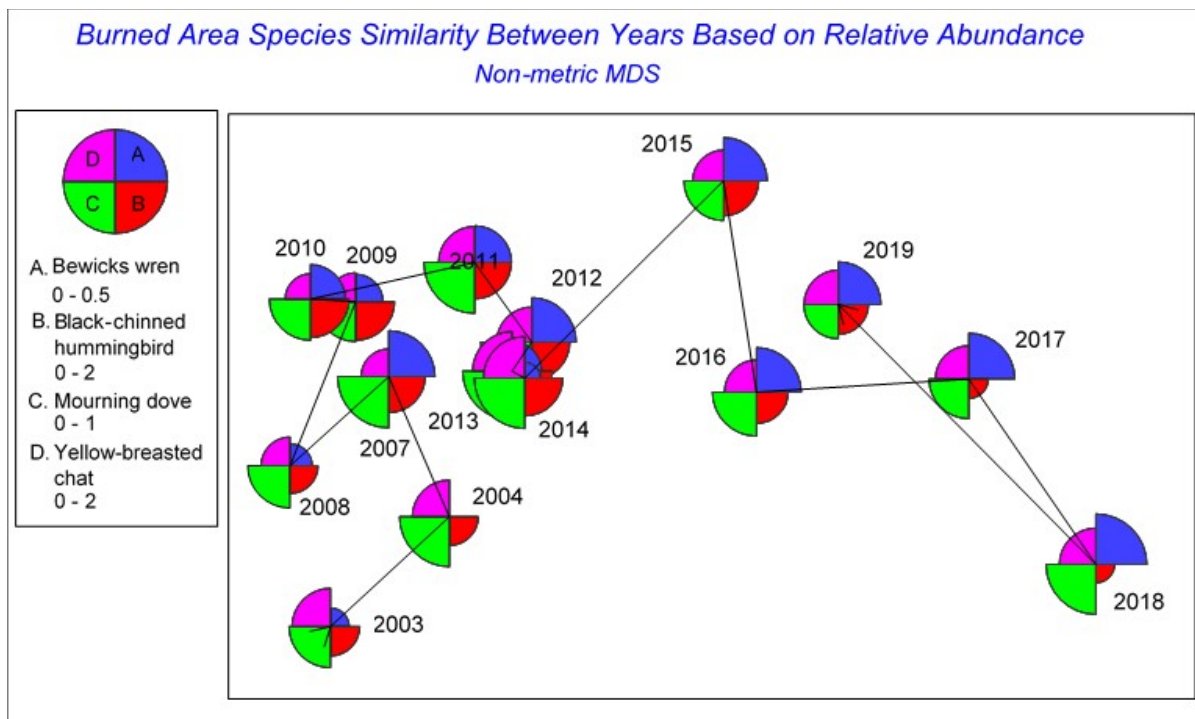 Burned Area Species Similarity Between Years Based on Relative Abundance
Non-metric MDS
D A
C B
A. Bewicks wren
0 - 0.5
B. Black-chinned
hummingbird
0 - 2
C. Mourning dove
0 - 1
D. Yellow-breasted
chat
0 - 2
2015
2010
2009
2011
2012
2019
2016
2017
2013
2014
2007
2008
2004
2003
2018